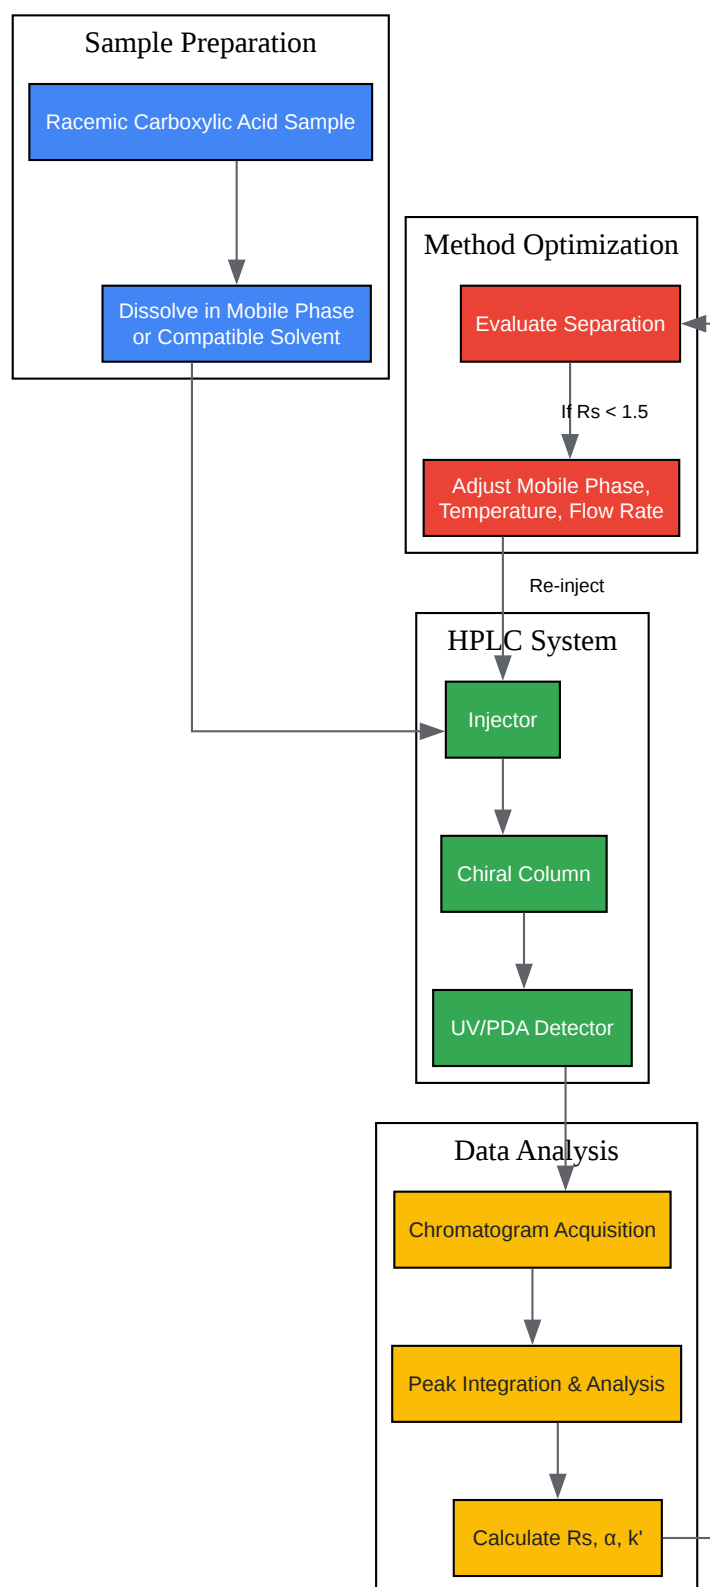 Sample Preparation
Racemic Carboxylic Acid Sample
Dissolve in Mobile Phase
or Compatible Solvent
Method Optimization
Evaluate Separation
If Rs < 1.5
Adjust Mobile Phase,
Temperature, Flow Rate
Re-inject
HPLC System
Injector
Chiral Column
UV/PDA Detector
Data Analysis
Chromatogram Acquisition
Peak Integration & Analysis
Calculate Rs, α, k'